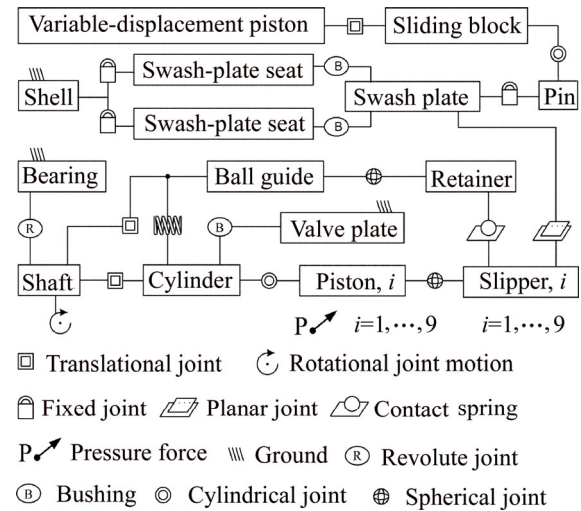 Variable-displacement piston Sliding block
Swash-plate seat B
Shell Swash plate Pin
Swash-plate seat B
Bearing Ball guide Retainer
R B Valve plate
Shaft Cylinder Piston, i Slipper, i
P i=1,⋯,9 i=1,⋯,9
Translational joint Rotational joint motion
Fixed joint Planar joint Contact spring
P Pressure force Ground R Revolute joint
B Bushing Cylindrical joint Spherical joint